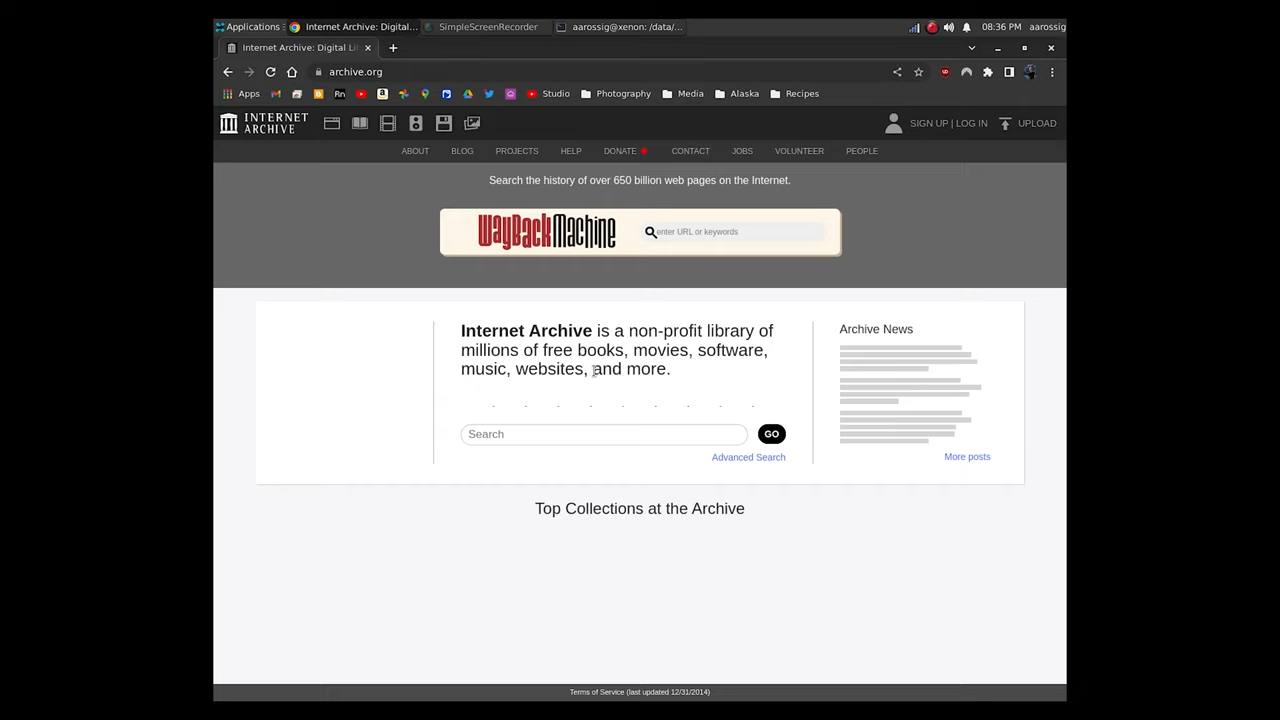 Applications
Internet Archive: Digital...
SimpleScreenRecorder
aarossig@xenon: /data/...
08:36 PM
aarossig
Internet Archive: Digital Li
archive.org
Apps
Rn
Studio
Photography
Media
Alaska
Recipes
INTERNET
ARCHIVE
SIGN UP | LOG IN
UPLOAD
ABOUT
BLOG
PROJECTS
HELP
DONATE
CONTACT
JOBS
VOLUNTEER
PEOPLE
Search the history of over 650 billion web pages on the Internet.
WayBackMachine
enter URL or keywords
Internet Archive is a non-profit library of
millions of free books, movies, software,
music, websites, and more.
Archive News
Search
GO
Advanced Search
More posts
Top Collections at the Archive
Terms of Service (last updated 12/31/2014)